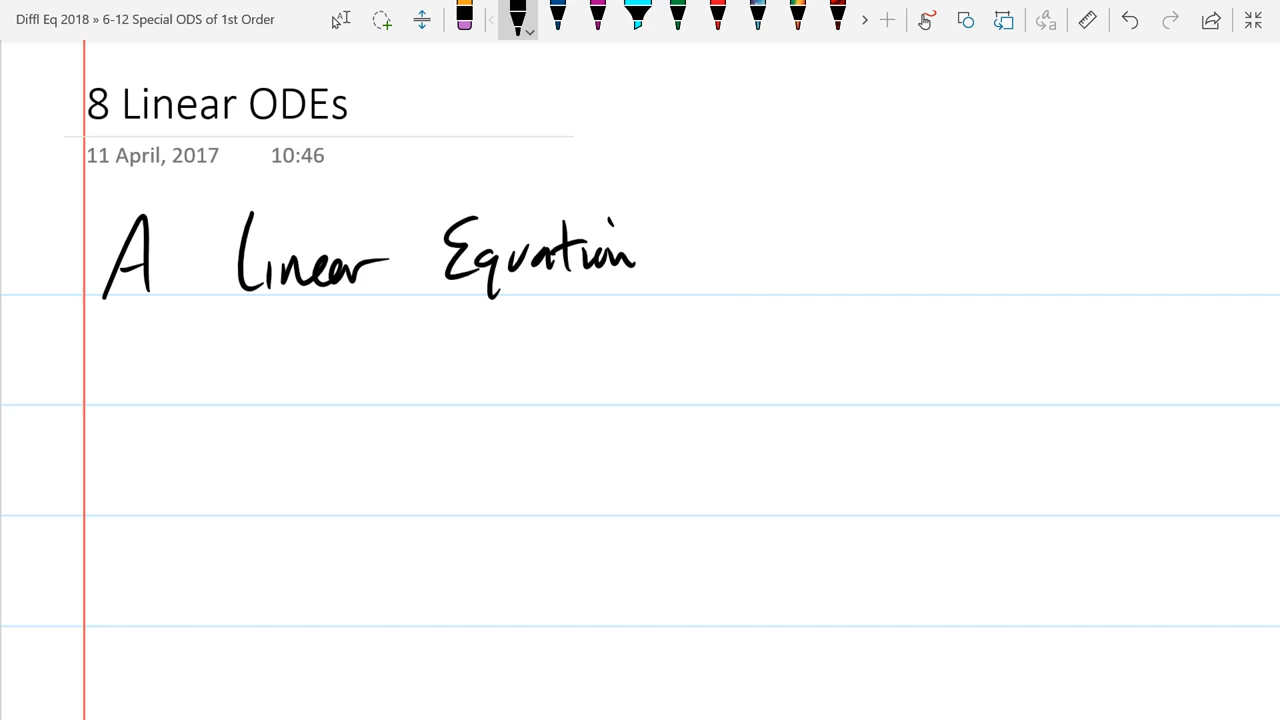 Diffl Eq 2018 » 6-12 Special ODS of 1st Order
8 Linear ODEs
11 April, 2017 10:46
A Linear Equation